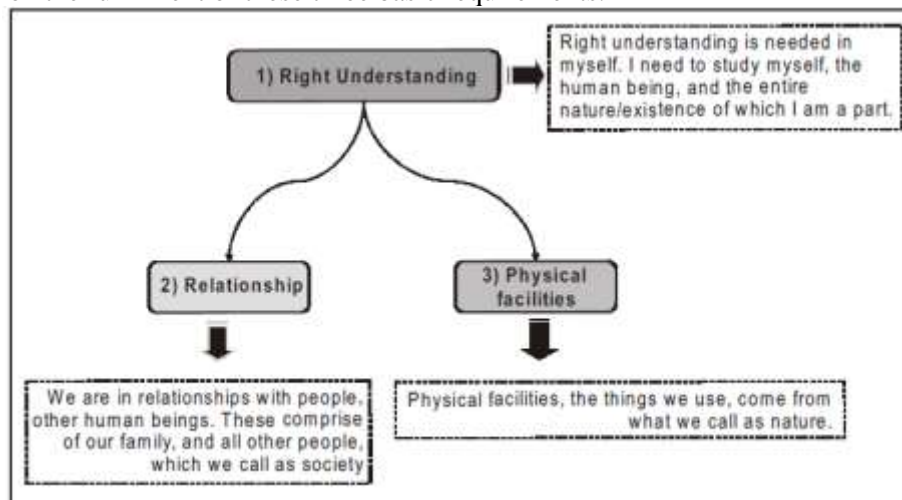 1) Right Understanding
Right understanding is needed in
myself. I need to study myself, the
human being, and the entire
nature/existence of which I am a part.
2) Relationship
3) Physical
facilities
We are in relationships with people,
other human beings. These comprise
of our family, and all other people,
which we call as society
Physical facilities, the things we use, come from
what we call as nature.